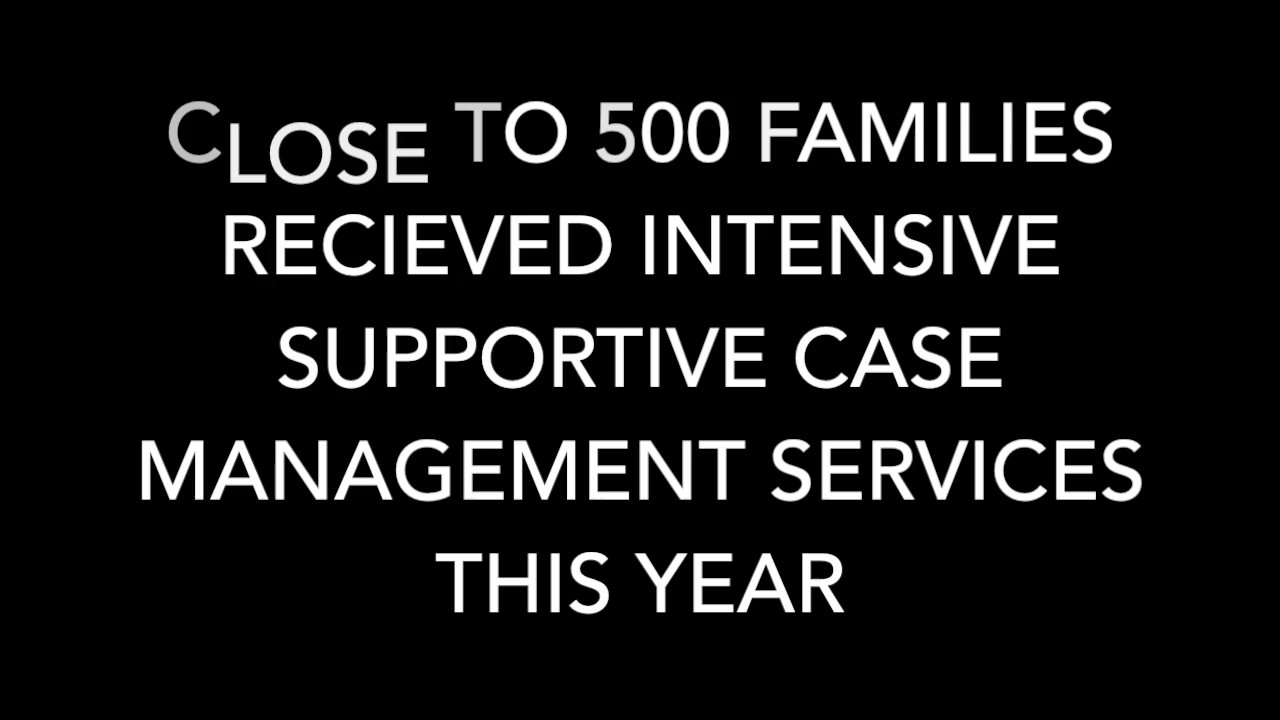 CLOSE TO 500 FAMILIES
RECIEVED INTENSIVE
SUPPORTIVE CASE
MANAGEMENT SERVICES
THIS YEAR